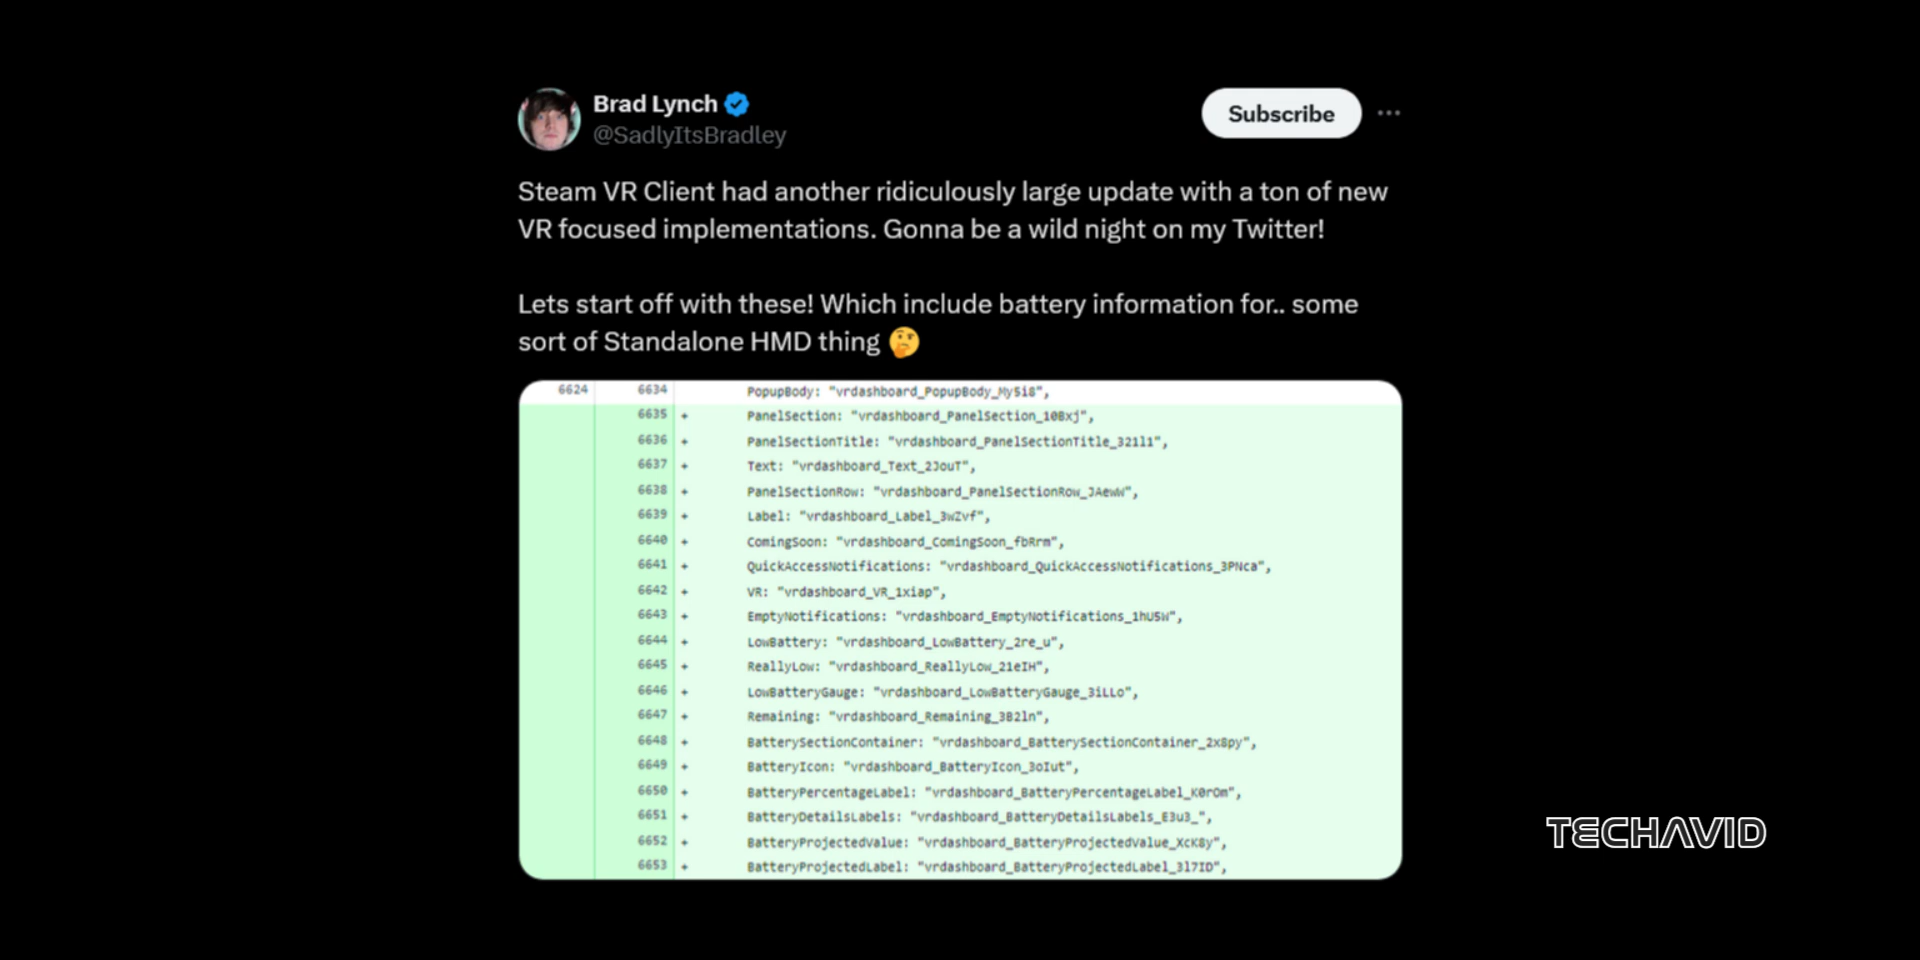 Brad Lynch
@SadlyItsBradley
Subscribe
Steam VR Client had another ridiculously large update with a ton of new
VR focused implementations. Gonna be a wild night on my Twitter!
Lets start off with these! Which include battery information for.. some
sort of Standalone HMD thing 🤔
6624 6634 PopupBody: "vrdashboard_PopupBody_My5i8",
6635 + PanelSection: "vrdashboard_PanelSection_10Bxj",
6636 + PanelSectionTitle: "vrdashboard_PanelSectionTitle_321l1",
6637 + Text: "vrdashboard_Text_2JouT",
6638 + PanelSectionRow: "vrdashboard_PanelSectionRow_JAewW",
6639 + Label: "vrdashboard_Label_3wZvf",
6640 + ComingSoon: "vrdashboard_ComingSoon_fbRrm",
6641 + QuickAccessNotifications: "vrdashboard_QuickAccessNotifications_3PNca",
6642 + VR: "vrdashboard_VR_1xiap",
6643 + EmptyNotifications: "vrdashboard_EmptyNotifications_1hU5W",
6644 + LowBattery: "vrdashboard_LowBattery_2re_u",
6645 + ReallyLow: "vrdashboard_ReallyLow_21eIH",
6646 + LowBatteryGauge: "vrdashboard_LowBatteryGauge_3iLLo",
6647 + Remaining: "vrdashboard_Remaining_3B2ln",
6648 + BatterySectionContainer: "vrdashboard_BatterySectionContainer_2x8py",
6649 + BatteryIcon: "vrdashboard_BatteryIcon_3oIut",
6650 + BatteryPercentageLabel: "vrdashboard_BatteryPercentageLabel_K0rOm",
6651 + BatteryDetailsLabels: "vrdashboard_BatteryDetailsLabels_E3u3_",
6652 + BatteryProjectedValue: "vrdashboard_BatteryProjectedValue_XcK8y",
6653 + BatteryProjectedLabel: "vrdashboard_BatteryProjectedLabel_3l7ID",
TECHAVID